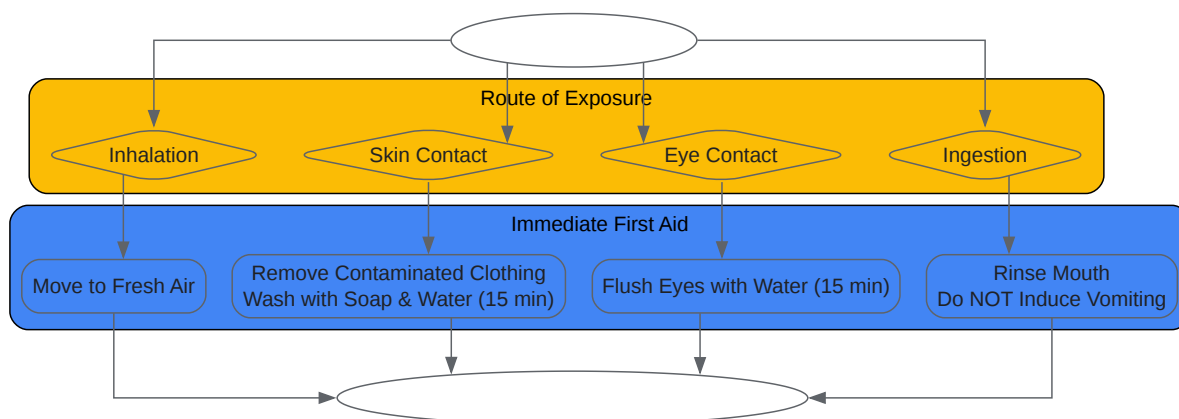 Route of Exposure
Inhalation
Skin Contact
Eye Contact
Ingestion
Immediate First Aid
Move to Fresh Air
Remove Contaminated Clothing
Wash with Soap & Water (15 min)
Flush Eyes with Water (15 min)
Rinse Mouth
Do NOT Induce Vomiting